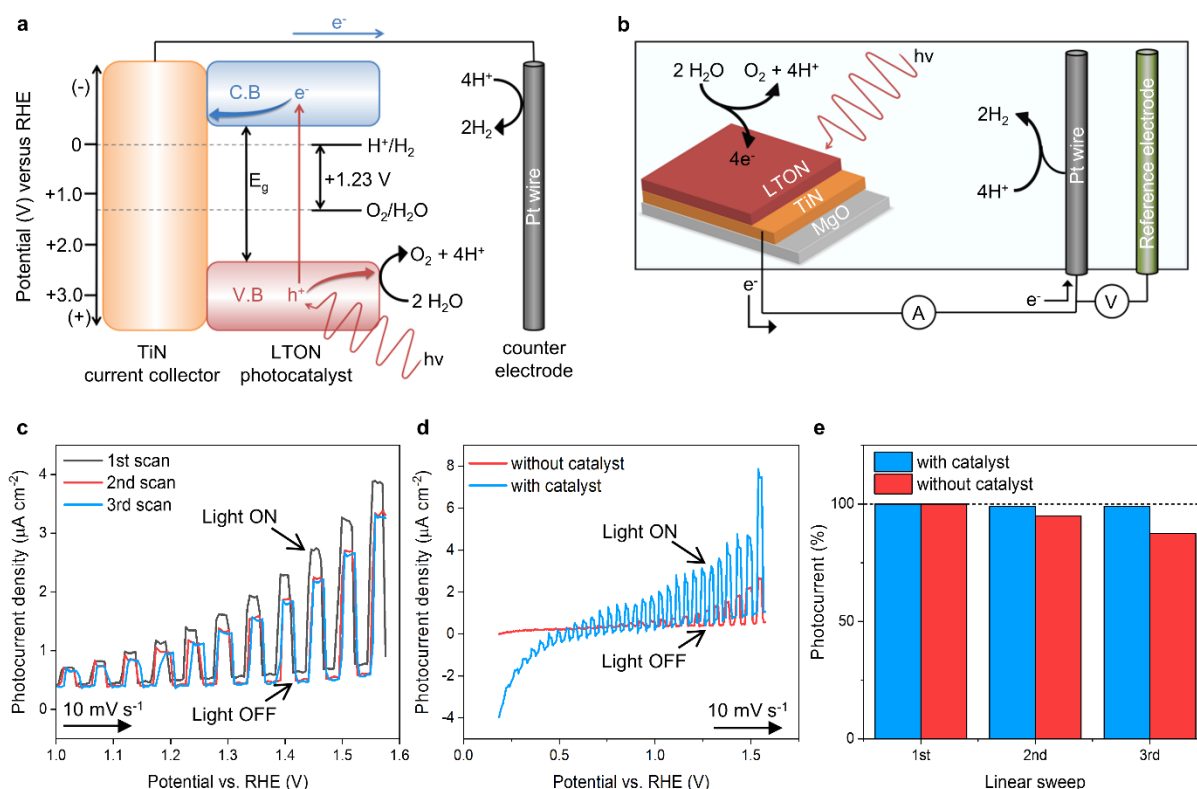 a
e-
Potential (V) versus RHE
(-)
0
+1.0
+2.0
+3.0
(+)
C.B
e-
Eg
H+/H2
+1.23 V
O2/H2O
V.B
h+
O2 + 4H+
2 H2O
hv
4H+
2H2
Pt wire
TiN
current collector
LTON
photocatalyst
counter
electrode
b
2 H2O
O2 + 4H+
hv
4e-
LTON
TiN
MgO
2H2
4H+
Pt wire
Reference electrode
e-
A
e-
V
c
Photocurrent density (µA cm-2)
4
3
2
1
0
1st scan
2nd scan
3rd scan
Light ON
Light OFF
10 mV s-1
1.0 1.1 1.2 1.3 1.4 1.5 1.6
Potential vs. RHE (V)
d
Photocurrent density (µA cm-2)
8
6
4
2
0
-2
-4
without catalyst
with catalyst
Light ON
Light OFF
10 mV s-1
0.0 0.5 1.0 1.5
Potential vs. RHE (V)
e
Photocurrent (%)
100
50
0
with catalyst
without catalyst
1st 2nd 3rd
Linear sweep